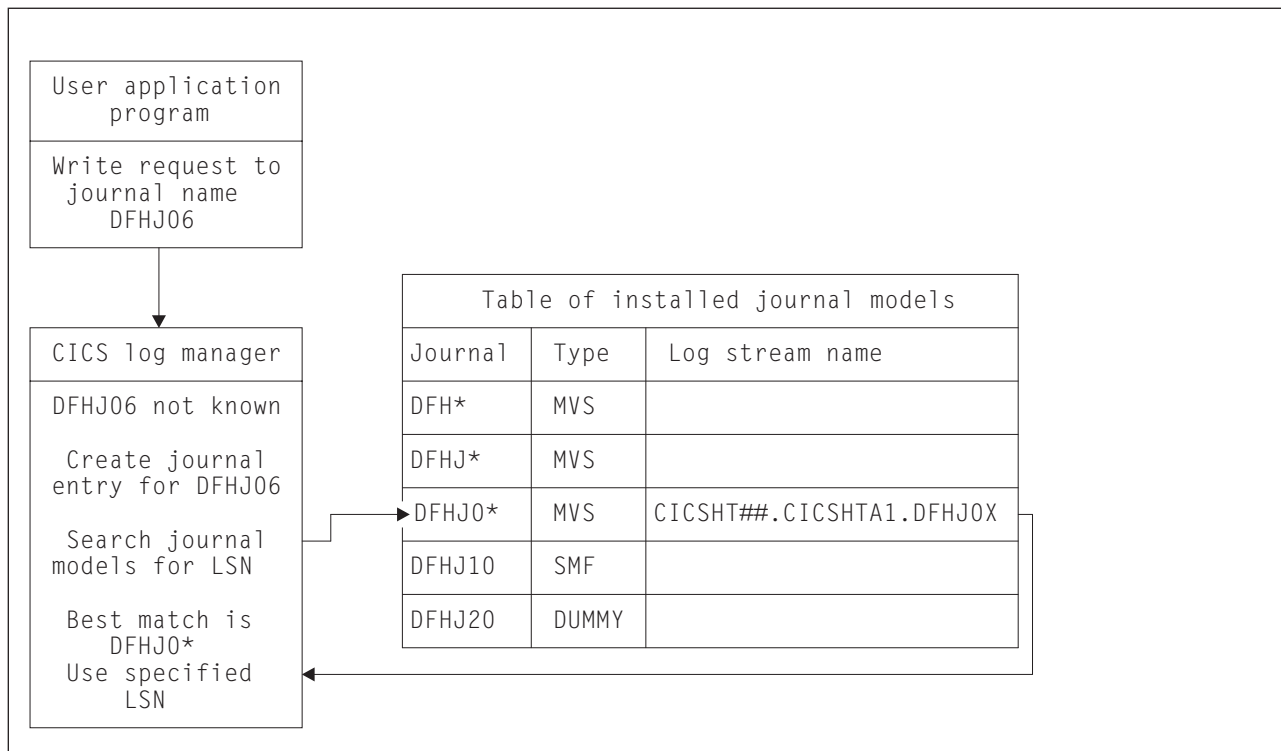 User application
program
Write request to
journal name
DFHJ06
CICS log manager
DFHJ06 not known
Create journal
entry for DFHJ06
Search journal
models for LSN
Best match is
DFHJ0*
Use specified
LSN
Table of installed journal models
Journal Type Log stream name
DFH* MVS
DFHJ* MVS
DFHJ0* MVS CICSHT##.CICSHTA1.DFHJ0X
DFHJ10 SMF
DFHJ20 DUMMY